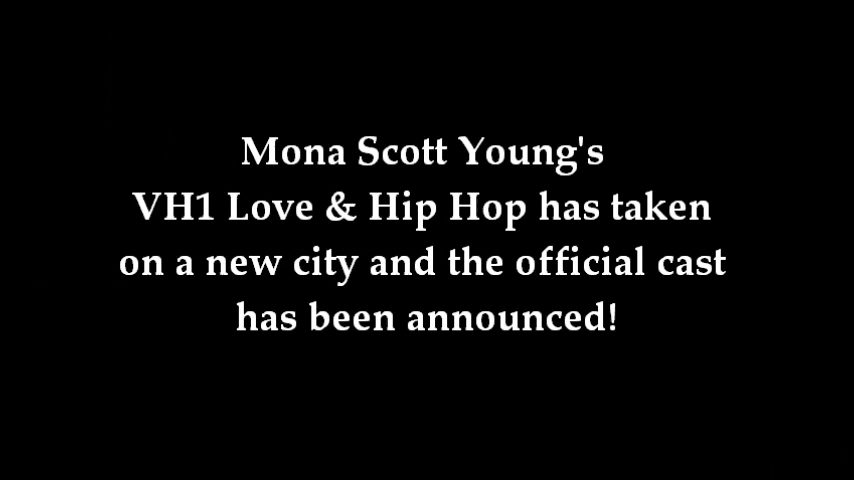 Mona Scott Young's
VH1 Love & Hip Hop has taken
on a new city and the official cast
has been announced!